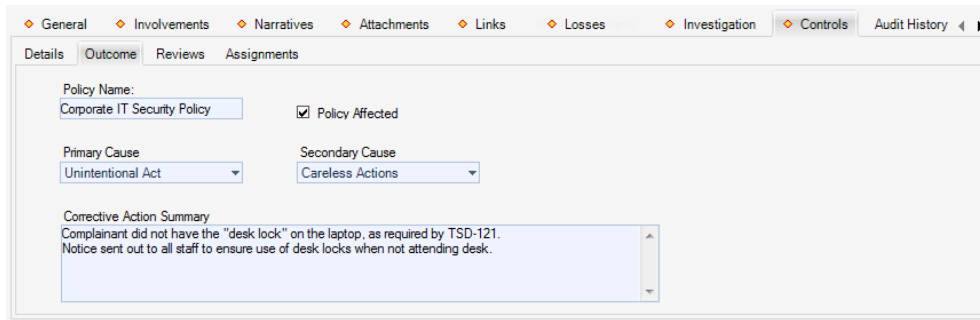 General Involvements Narratives Attachments Links Losses Investigation Controls Audit History
Details Outcome Reviews Assignments
Policy Name:
Corporate IT Security Policy
Policy Affected
Primary Cause Secondary Cause
Unintentional Act Careless Actions
Corrective Action Summary
Complainant did not have the "desk lock" on the laptop, as required by TSD-121.
Notice sent out to all staff to ensure use of desk locks when not attending desk.